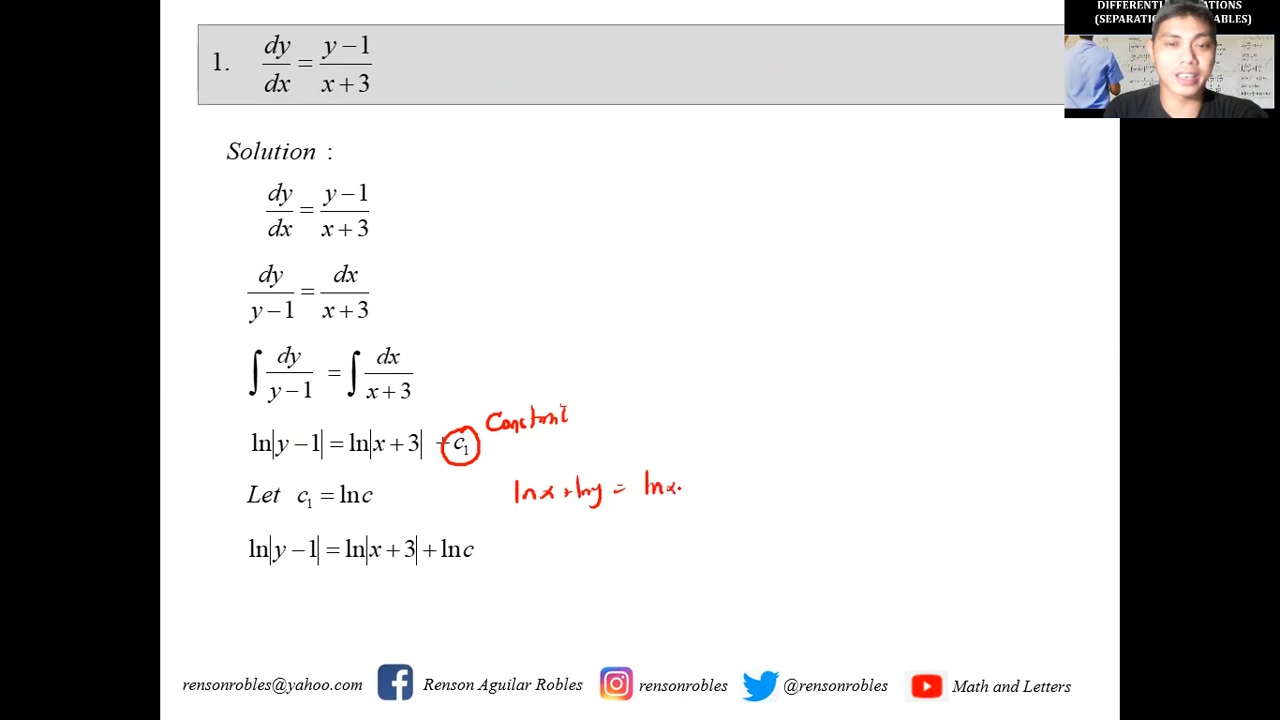 DIFFERENTI
ATIONS
(SEPARATIO
ABLES)
1. dy/dx = y−1/x+3
Solution :
dy/dx = y−1/x+3
dy/y−1 = dx/x+3
∫ dy/y−1 = ∫ dx/x+3
Constant
ln|y−1| = ln|x+3| + c₁
Let c₁ = ln c
ln x + ln y = ln x·
ln|y−1| = ln|x+3| + ln c
rensonrobles@yahoo.com Renson Aguilar Robles rensonrobles @rensonrobles Math and Letters